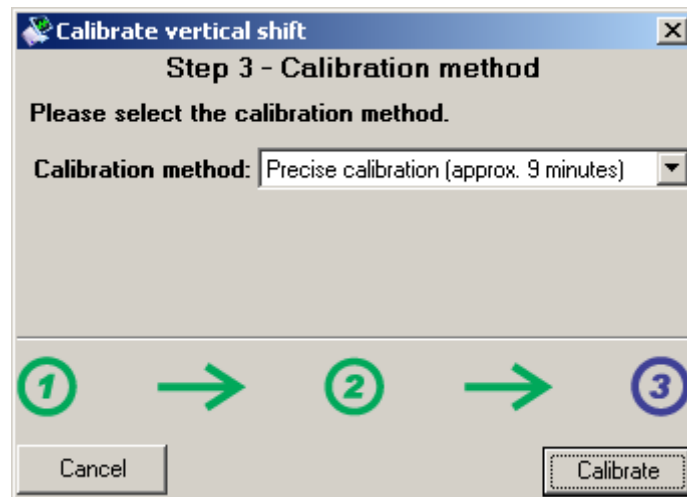 Calibrate vertical shift
Step 3 - Calibration method
Please select the calibration method.
Calibration method: Precise calibration (approx. 9 minutes)
1 2 3
Cancel Calibrate